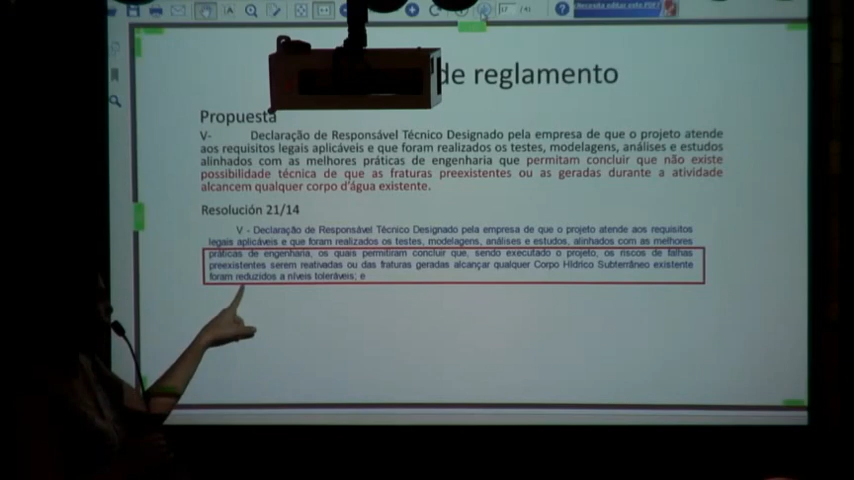 17 / 41
de reglamento
Propuesta
V- Declaração de Responsável Técnico Designado pela empresa de que o projeto atende
aos requisitos legais aplicáveis e que foram realizados os testes, modelagens, análises e estudos
alinhados com as melhores práticas de engenharia que permitam concluir que não existe
possibilidade técnica de que as fraturas preexistentes ou as geradas durante a atividade
alcancem qualquer corpo d'água existente.
Resolución 21/14
V - Declaração de Responsável Técnico Designado pela empresa de que o projeto atende aos requisitos
legais aplicáveis e que foram realizados os testes, modelagens, análises e estudos, alinhados com as melhores
práticas de engenharia, os quais permitiram concluir que, sendo executado o projeto, os riscos de falhas
preexistentes serem reativadas ou das fraturas geradas alcançar qualquer Corpo Hídrico Subterrâneo existente
foram reduzidos a níveis toleráveis; e